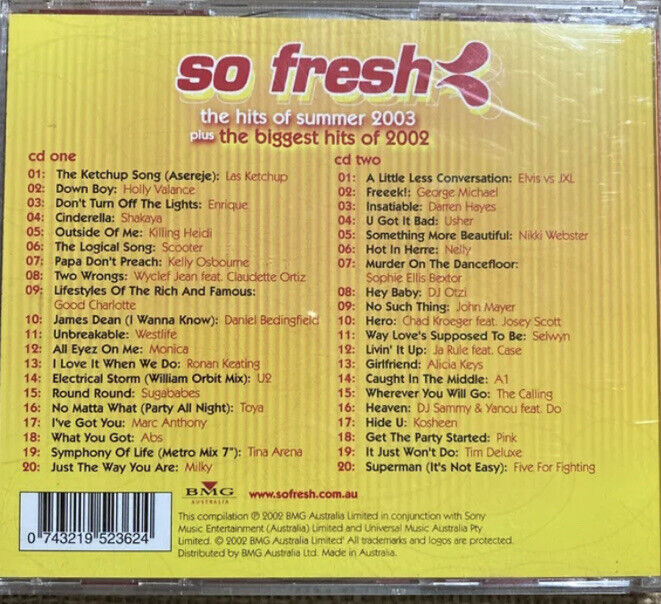 so fresh
the hits of summer 2003
plus the biggest hits of 2002
cd one
01: The Ketchup Song (Asereje): Las Ketchup
02: Down Boy: Holly Valance
03: Don't Turn Off The Lights: Enrique
04: Cinderella: Shakaya
05: Outside Of Me: Killing Heidi
06: The Logical Song: Scooter
07: Papa Don't Preach: Kelly Osbourne
08: Two Wrongs: Wyclef Jean feat. Claudette Ortiz
09: Lifestyles Of The Rich And Famous:
Good Charlotte
10: James Dean (I Wanna Know): Daniel Bedingfield
11: Unbreakable: Westlife
12: All Eyez On Me: Monica
13: I Love It When We Do: Ronan Keating
14: Electrical Storm (William Orbit Mix): U2
15: Round Round: Sugababes
16: No Matta What (Party All Night): Toya
17: I've Got You: Marc Anthony
18: What You Got: Abs
19: Symphony Of Life (Metro Mix 7"): Tina Arena
20: Just The Way You Are: Milky
cd two
01: A Little Less Conversation: Elvis vs JXL
02: Freeek!: George Michael
03: Insatiable: Darren Hayes
04: U Got It Bad: Usher
05: Something More Beautiful: Nikki Webster
06: Hot In Herre: Nelly
07: Murder On The Dancefloor:
Sophie Ellis Bextor
08: Hey Baby: DJ Otzi
09: No Such Thing: John Mayer
10: Hero: Chad Kroeger feat. Josey Scott
11: Way Love's Supposed To Be: Selwyn
12: Livin' It Up: Ja Rule feat. Case
13: Girlfriend: Alicia Keys
14: Caught In The Middle: A1
15: Wherever You Will Go: The Calling
16: Heaven: DJ Sammy & Yanou feat. Do
17: Hide U: Kosheen
18: Get The Party Started: Pink
19: It Just Won't Do: Tim Deluxe
20: Superman (It's Not Easy): Five For Fighting
0 743219 523624
BMG
AUSTRALIA
www.sofresh.com.au
This compilation ℗ 2002 BMG Australia Limited in conjunction with Sony
Music Entertainment (Australia) Limited and Universal Music Australia Pty
Limited. © 2002 BMG Australia Limited' All trademarks and logos are protected.
Distributed by BMG Australia Ltd. Made in Australia.